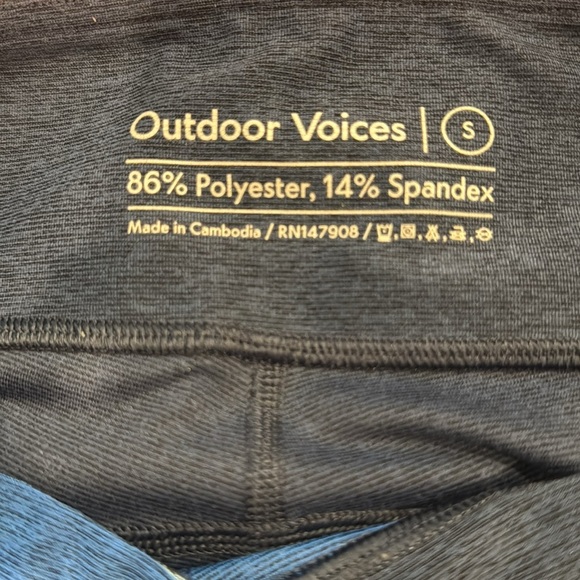 Outdoor Voices | S
86% Polyester, 14% Spandex
Made in Cambodia / RN147908 /